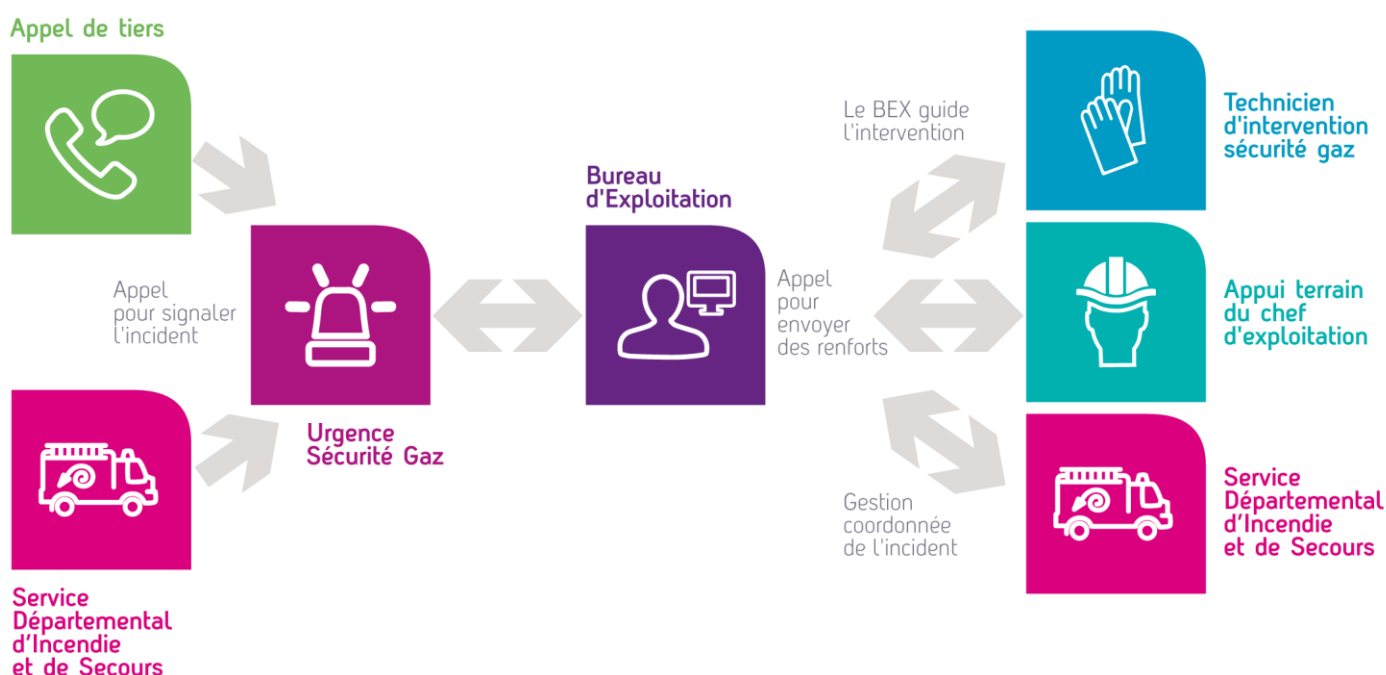 Appel de tiers
Appel
pour signaler
l'incident
Service
Départemental
d’Incendie
et de Secours
Urgence
Sécurité Gaz
Bureau
d'Exploitation
Appel
pour
envoyer
des renforts
Le BEX guide
l'intervention
Gestion
coordonnée
de l'incident
Technicien
d'intervention
sécurité gaz
Appui terrain
du chef
d'exploitation
Service
Départemental
d’Incendie
et de Secours